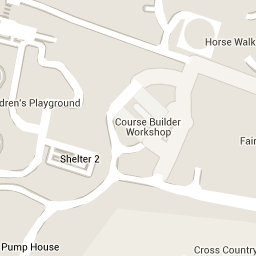 Horse Walk
dren's Playground
Course Builder
Workshop
Shelter 2
Fair
Pump House
Cross Country